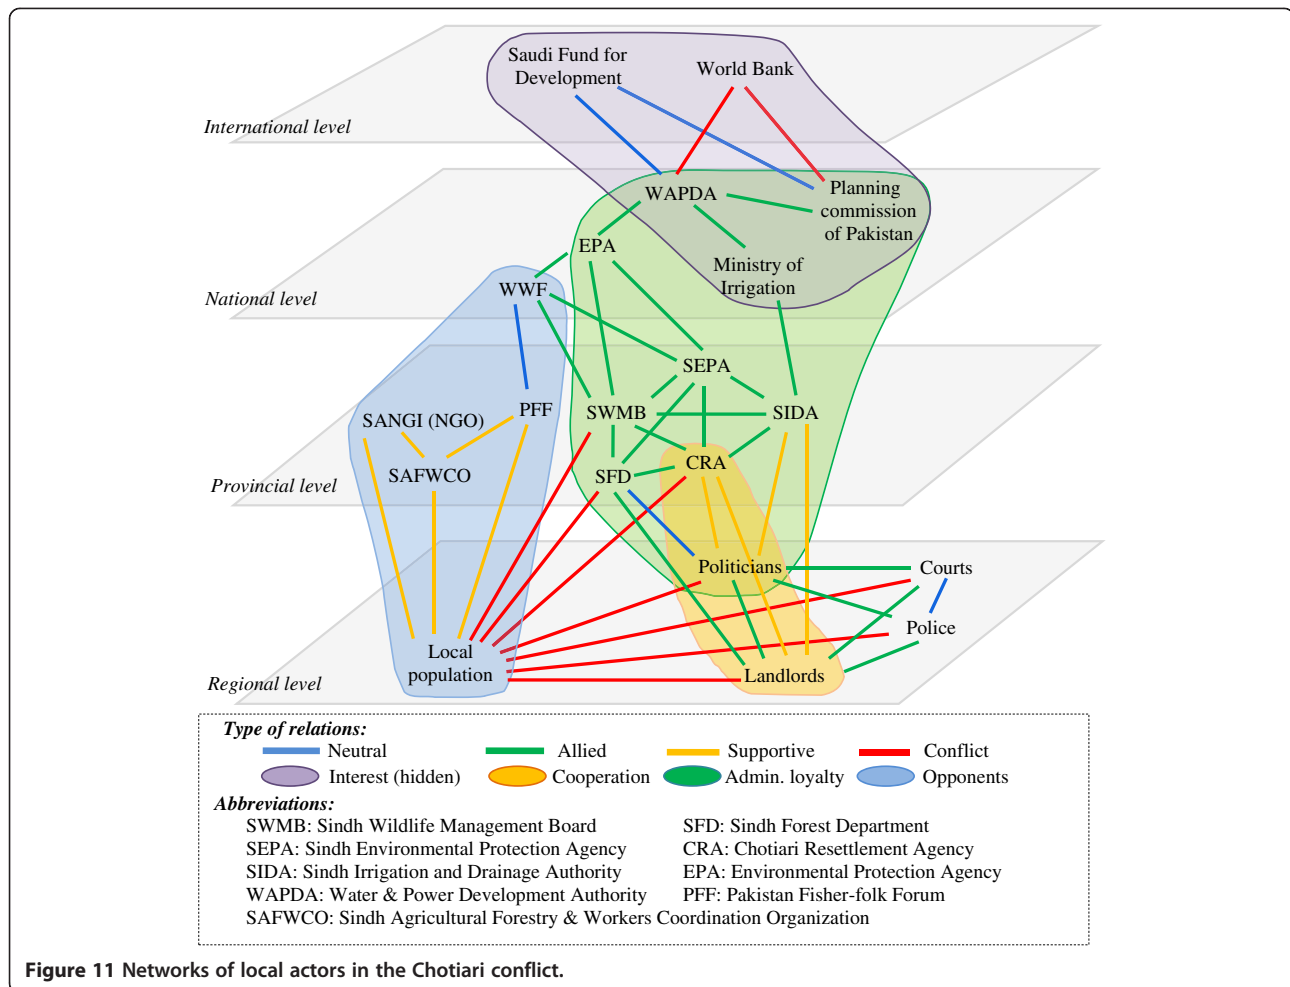 Saudi Fund for
Development
World Bank
International level
WAPDA
Planning
commission
of Pakistan
EPA
Ministry of
Irrigation
WWF
National level
SEPA
SANGI (NGO)
PFF
SWMB
SIDA
SAFWCO
SFD
CRA
Provincial level
Politicians
Courts
Police
Local
population
Landlords
Regional level
Type of relations:
Neutral
Allied
Supportive
Conflict
Interest (hidden)
Cooperation
Admin. loyalty
Opponents
Abbreviations:
SWMB: Sindh Wildlife Management Board
SFD: Sindh Forest Department
SEPA: Sindh Environmental Protection Agency
CRA: Chotiari Resettlement Agency
SIDA: Sindh Irrigation and Drainage Authority
EPA: Environmental Protection Agency
WAPDA: Water & Power Development Authority
PFF: Pakistan Fisher-folk Forum
SAFWCO: Sindh Agricultural Forestry & Workers Coordination Organization
Figure 11 Networks of local actors in the Chotiari conflict.